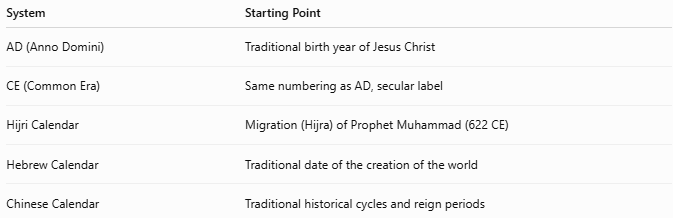 System Starting Point
AD (Anno Domini) Traditional birth year of Jesus Christ
CE (Common Era) Same numbering as AD, secular label
Hijri Calendar Migration (Hijra) of Prophet Muhammad (622 CE)
Hebrew Calendar Traditional date of the creation of the world
Chinese Calendar Traditional historical cycles and reign periods